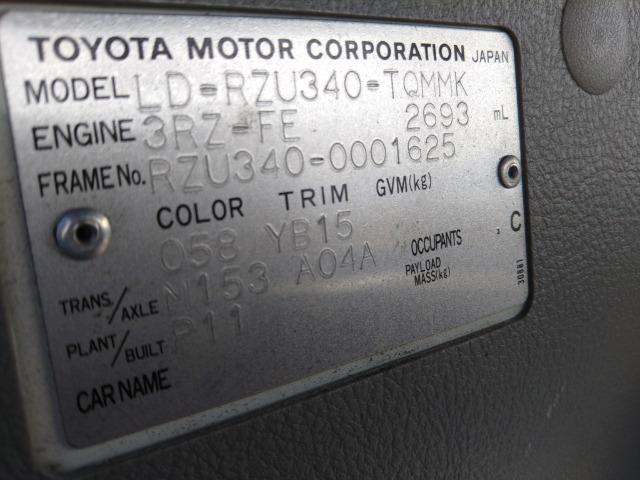 TOYOTA MOTOR CORPORATION JAPAN
MODEL LD-RZU340-TQMMK
ENGINE 3RZ-FE 2693 mL
FRAME No. RZU340-0001625
COLOR TRIM GVM(kg)
058 YB15
TRANS/AXLE M153 A04A OCCUPANTS , C
PLANT/BUILT P11 PAYLOAD MASS(kg)
CAR NAME
30881